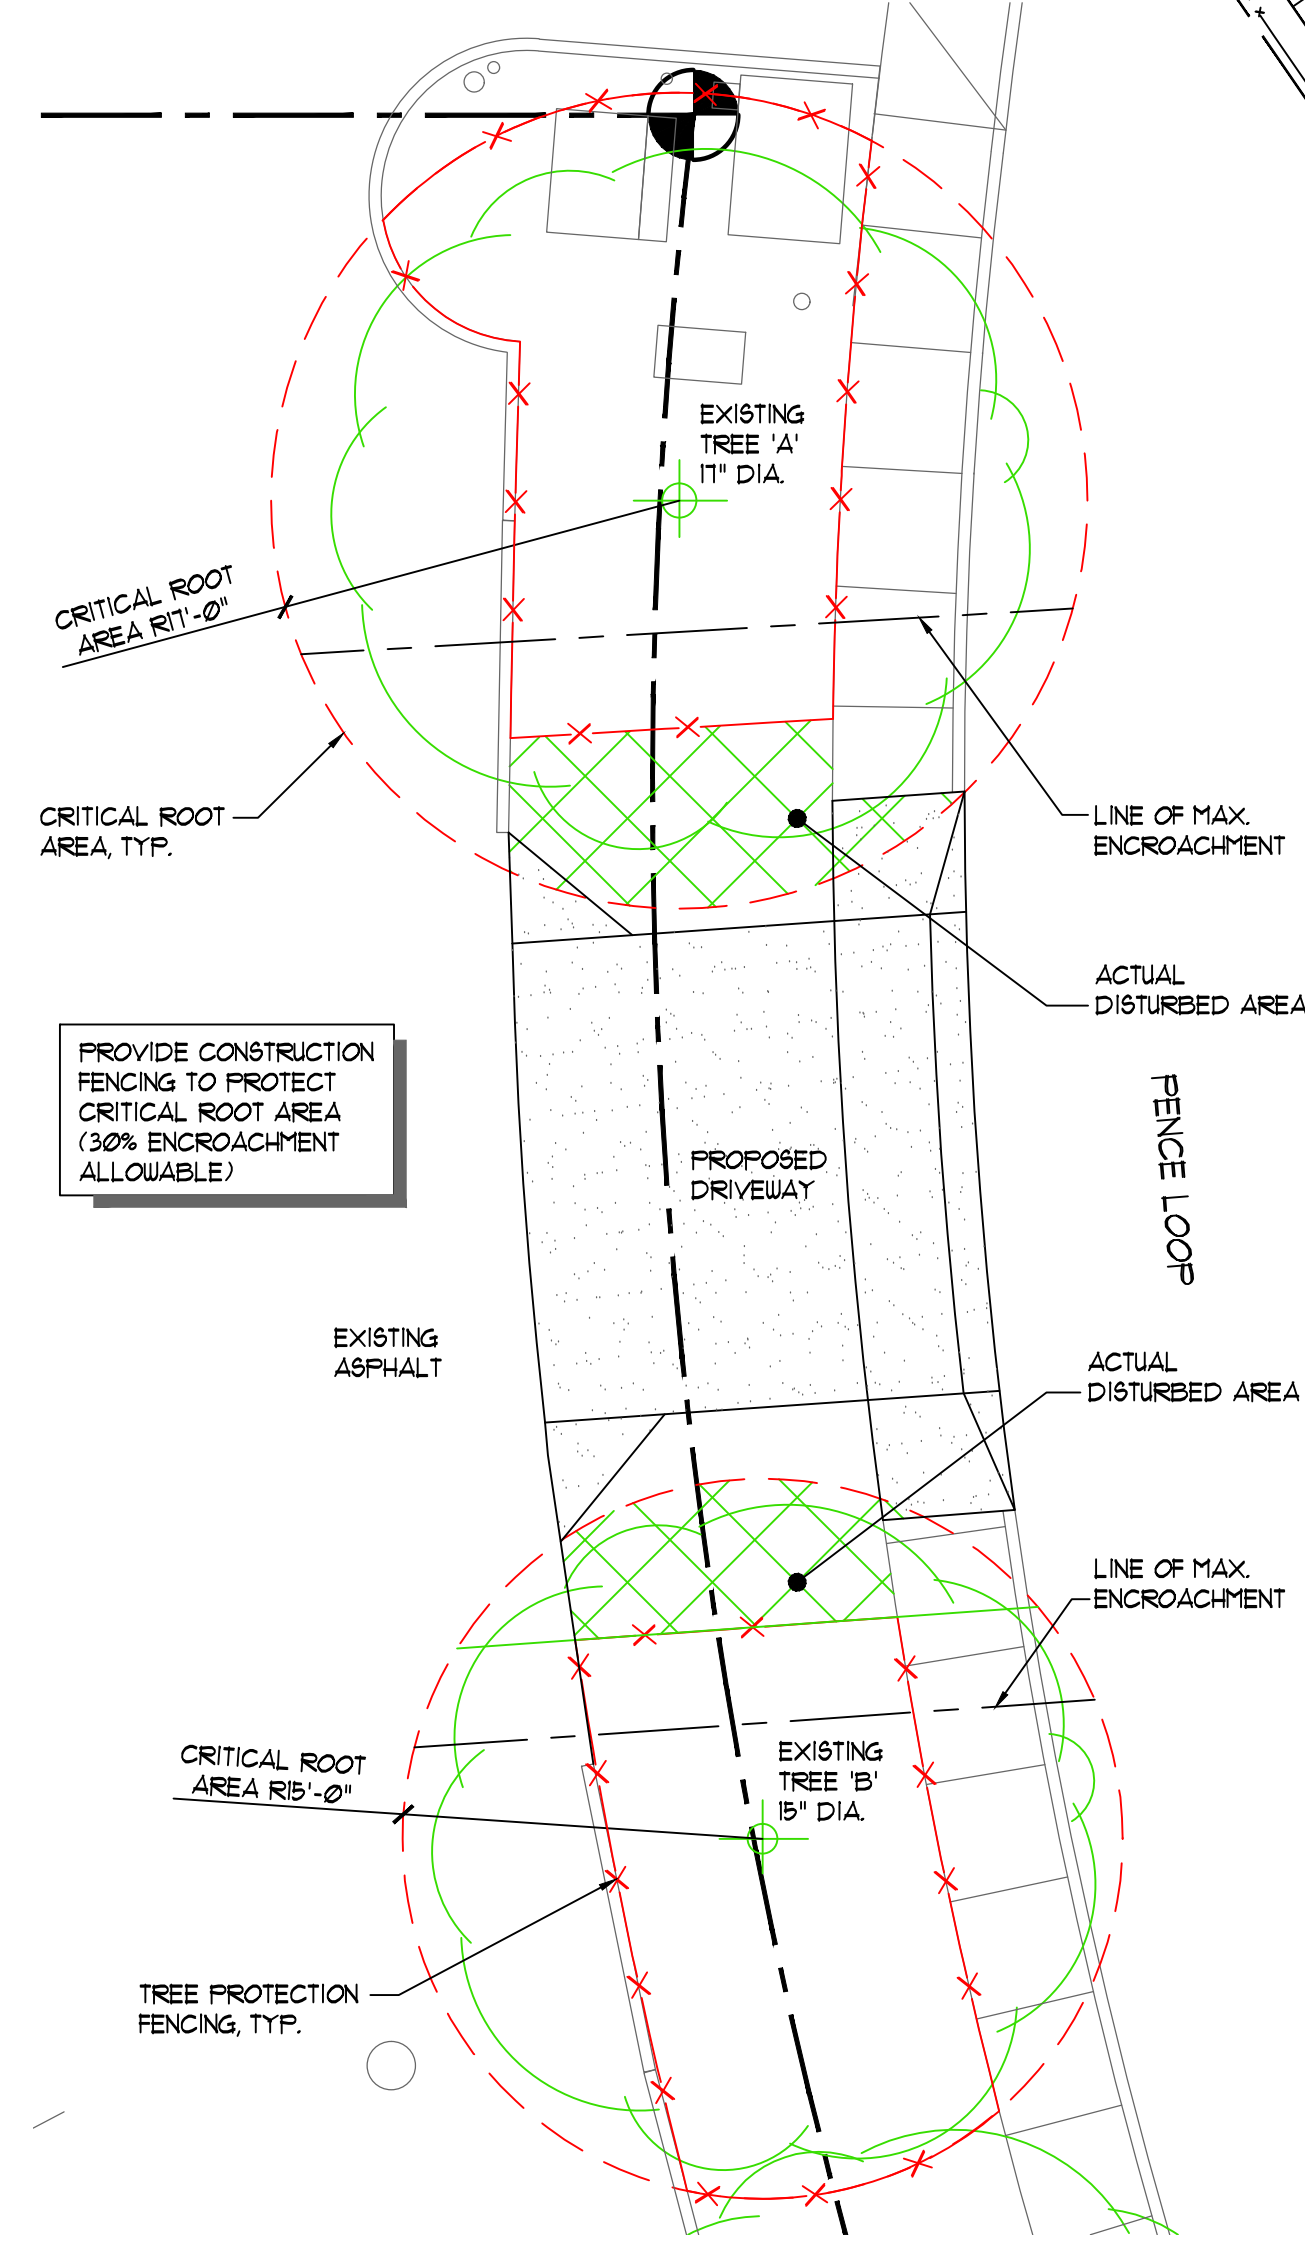 EXISTING
TREE 'A'
17" DIA.
CRITICAL ROOT
AREA R17'-0"
CRITICAL ROOT
AREA, TYP.
LINE OF MAX.
ENCROACHMENT
ACTUAL
DISTURBED AREA
PROVIDE CONSTRUCTION
FENCING TO PROTECT
CRITICAL ROOT AREA
(30% ENCROACHMENT
ALLOWABLE)
PENCE LOOP
PROPOSED
DRIVEWAY
EXISTING
ASPHALT
ACTUAL
DISTURBED AREA
LINE OF MAX.
ENCROACHMENT
CRITICAL ROOT
AREA R15'-0"
EXISTING
TREE 'B'
15" DIA.
TREE PROTECTION
FENCING, TYP.